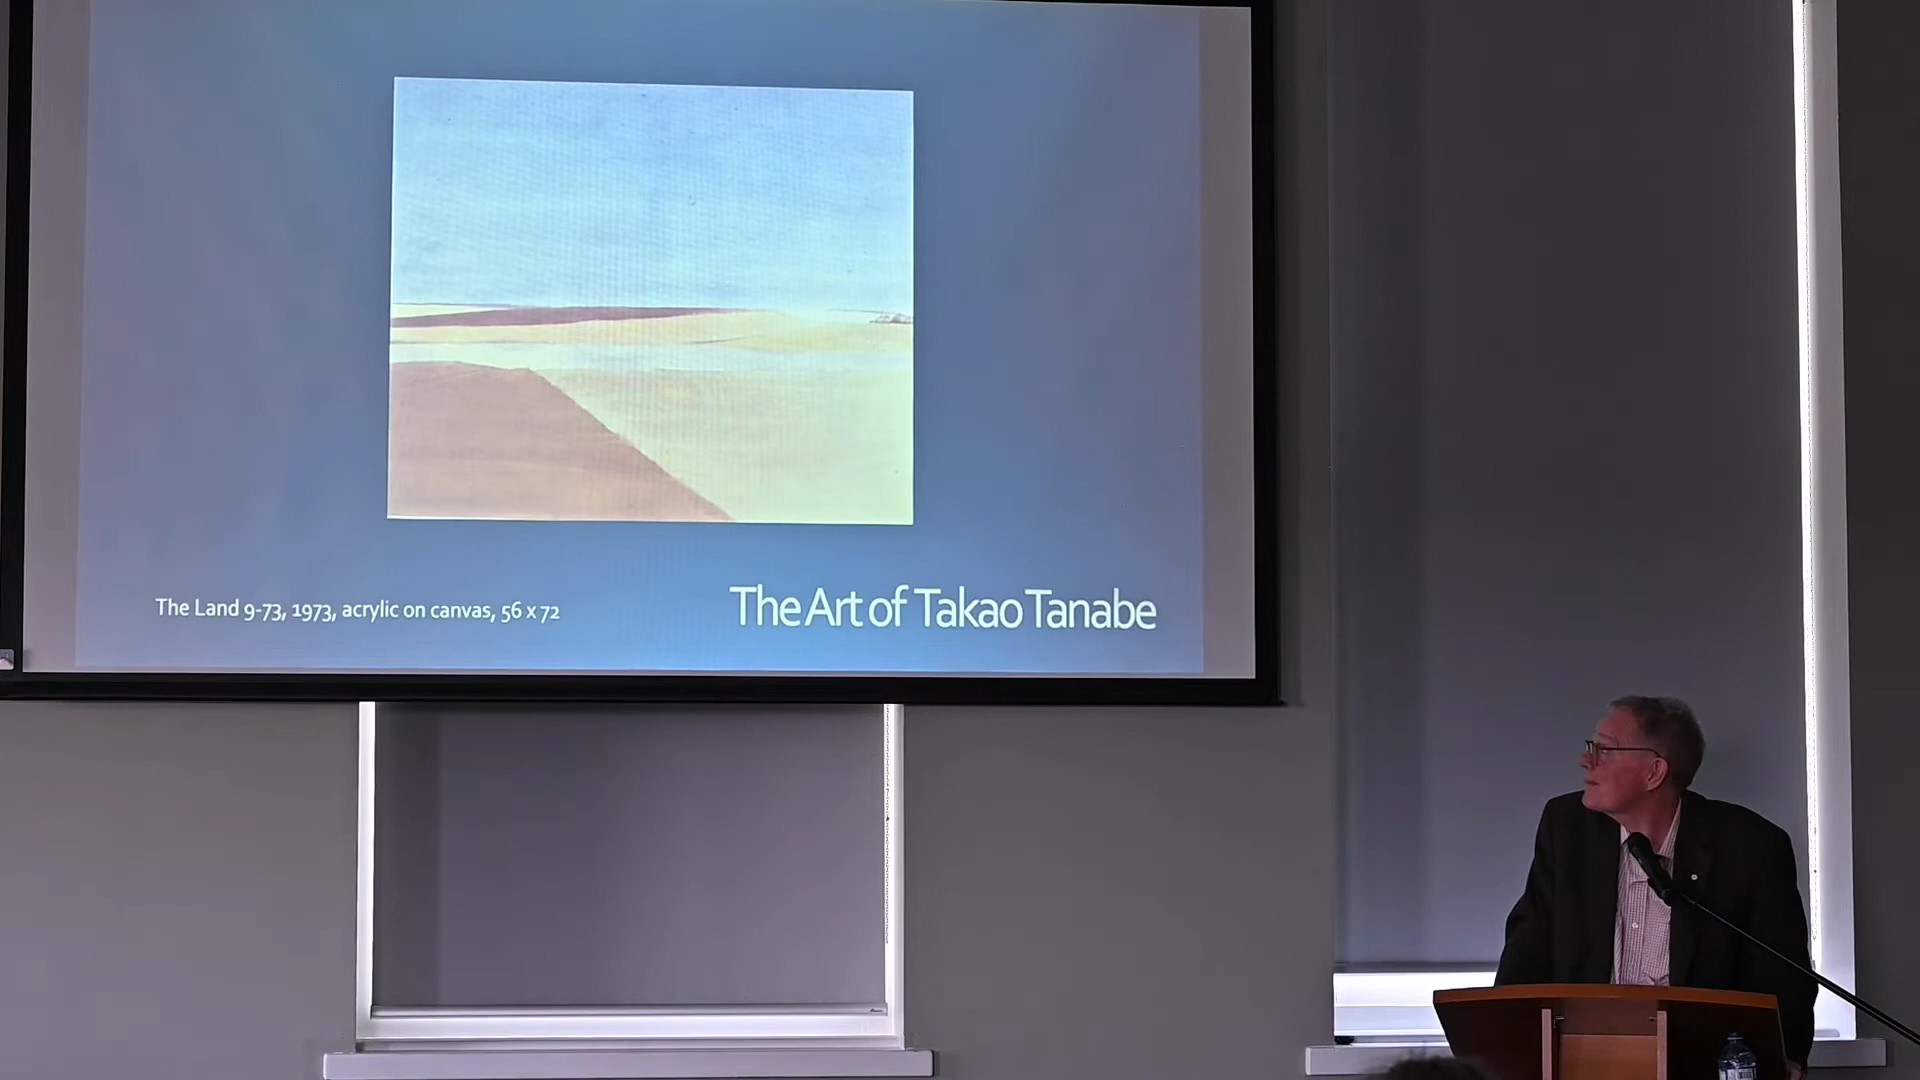 The Land 9-73, 1973, acrylic on canvas, 56 x 72
The Art of Takao Tanabe